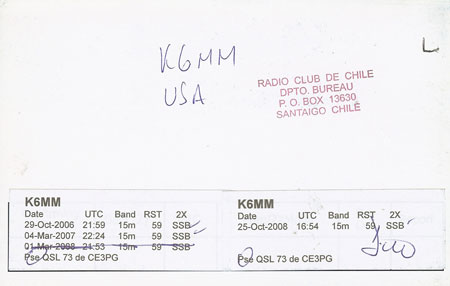 K6MM
USA
L
RADIO CLUB DE CHILE
DPTO. BUREAU
P. O. BOX 13630
SANTAIGO CHILE
K6MM
Date UTC Band RST 2X
29-Oct-2006 21:59 15m 59 SSB
04-Mar-2007 22:24 15m 59 SSB
01-Mar-2008 21:53 15m 59 SSB
Pse QSL 73 de CE3PG
K6MM
Date UTC Band RST 2X
25-Oct-2008 16:54 15m 59 SSB
Pse QSL 73 de CE3PG